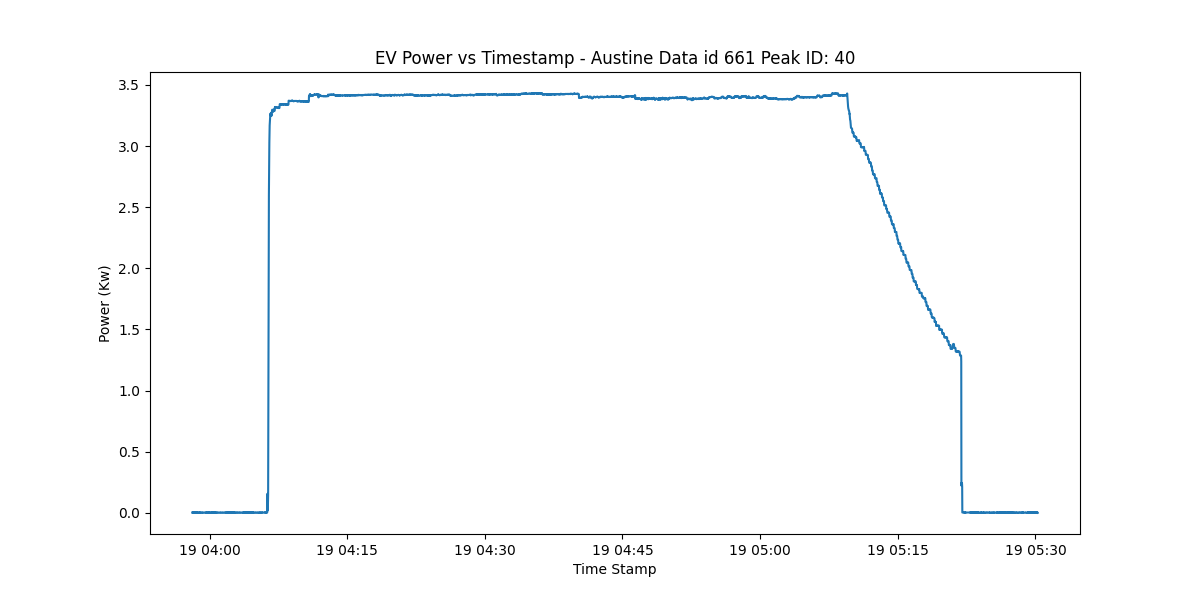 EV Power vs Timestamp - Austine Data id 661 Peak ID: 40
3.5
3.0
2.5
2.0
1.5
1.0
0.5
0.0
Power (Kw)
19 04:00 19 04:15 19 04:30 19 04:45 19 05:00 19 05:15 19 05:30
Time Stamp